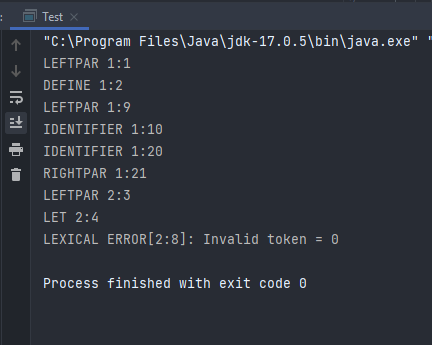 :
Test
"C:\Program Files\Java\jdk-17.0.5\bin\java.exe" "
LEFTPAR 1:1
DEFINE 1:2
LEFTPAR 1:9
IDENTIFIER 1:10
IDENTIFIER 1:20
RIGHTPAR 1:21
LEFTPAR 2:3
LET 2:4
LEXICAL ERROR[2:8]: Invalid token = 0
Process finished with exit code 0